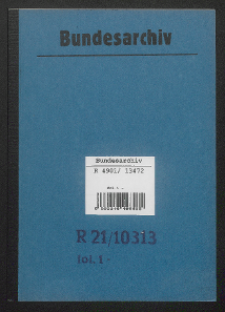 Bundesarchiv
Bundesarchiv
R 4901/ 13472
R 21/10313
fol. 1-